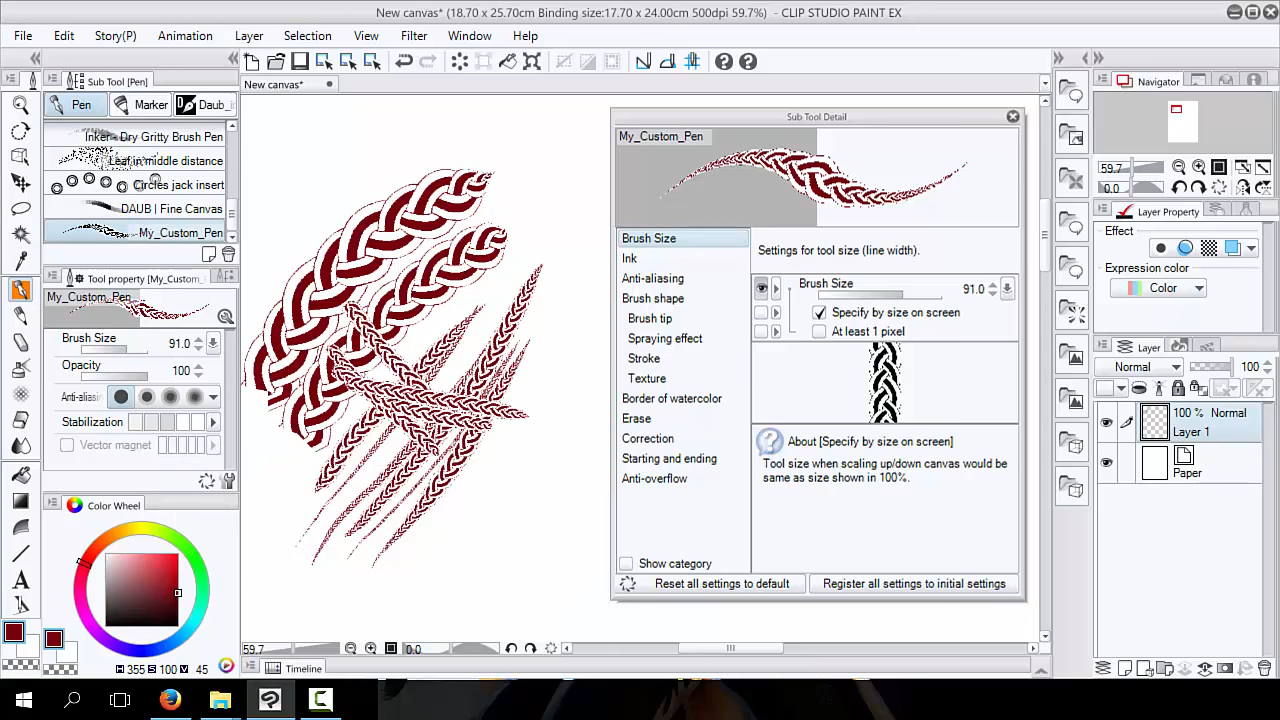 New canvas* (18.70 x 25.70cm Binding size:17.70 x 24.00cm 500dpi 59.7%) - CLIP STUDIO PAINT EX
File Edit Story(P) Animation Layer Selection View Filter Window Help
Sub Tool [Pen]
New canvas*
Pen Marker Daub_i
Inker - Dry Gritty Brush Pen
Leaf in middle distance
Circles jack insert
DAUB | Fine Canvas
My_Custom_Pen
Tool property [My_Custom_
My_Custom_Pen
Brush Size 91.0
Opacity 100
Anti-aliasin
Stabilization
Vector magnet
Color Wheel
H 355 S 100 V 45
59.7 0.0
Timeline
Sub Tool Detail
My_Custom_Pen
Brush Size
Ink
Anti-aliasing
Brush shape
Brush tip
Spraying effect
Stroke
Texture
Border of watercolor
Erase
Correction
Starting and ending
Anti-overflow
Show category
Settings for tool size (line width).
Brush Size 91.0
Specify by size on screen
At least 1 pixel
About [Specify by size on screen]
Tool size when scaling up/down canvas would be
same as size shown in 100%.
Reset all settings to default
Register all settings to initial settings
Navigator
59.7
0.0
Layer Property
Effect
Expression color
Color
Layer
Normal 100
100 % Normal
Layer 1
Paper